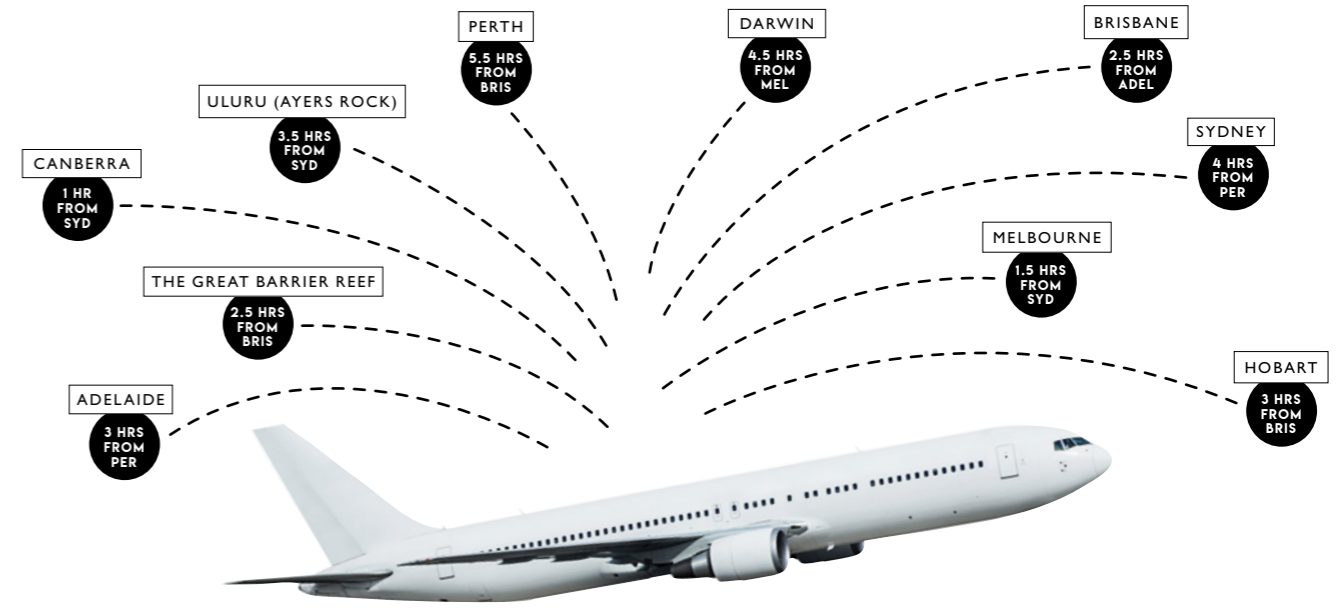 PERTH
5.5 HRS
FROM
BRIS
DARWIN
4.5 HRS
FROM
MEL
BRISBANE
2.5 HRS
FROM
ADEL
ULURU (AYERS ROCK)
3.5 HRS
FROM
SYD
SYDNEY
4 HRS
FROM
PER
CANBERRA
1 HR
FROM
SYD
MELBOURNE
1.5 HRS
FROM
SYD
THE GREAT BARRIER REEF
2.5 HRS
FROM
BRIS
HOBART
3 HRS
FROM
BRIS
ADELAIDE
3 HRS
FROM
PER